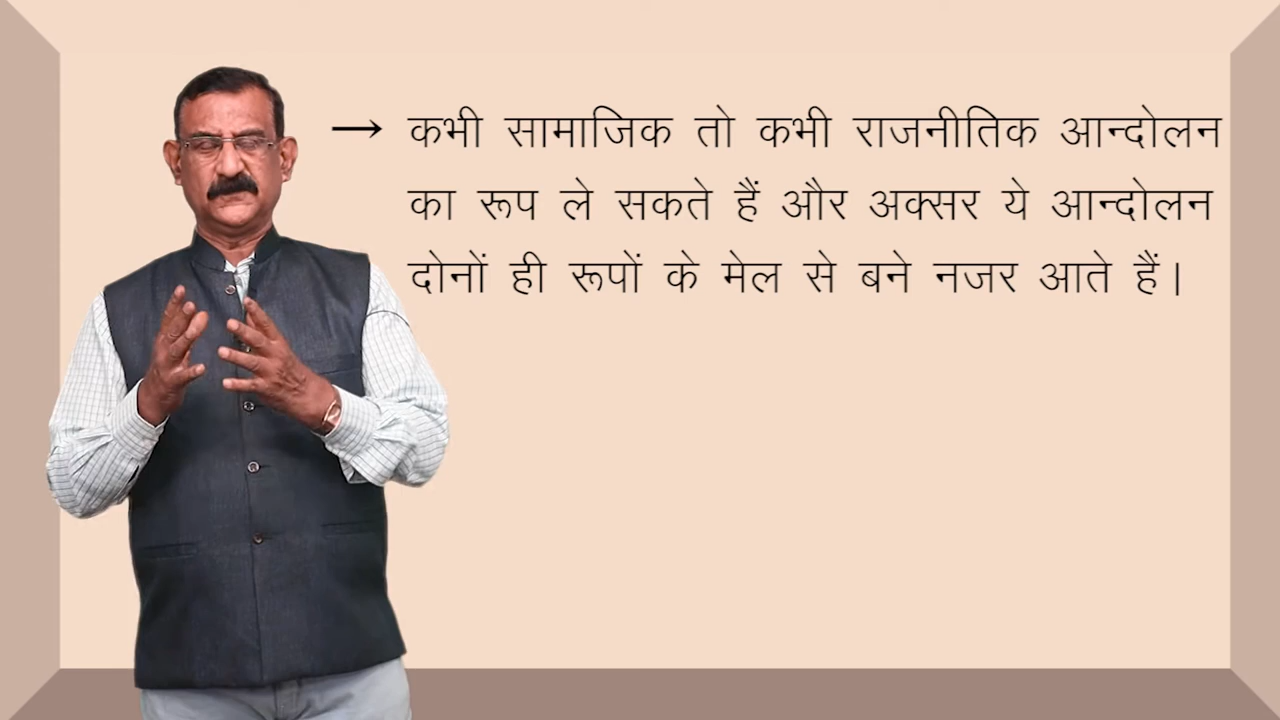 → कभी सामाजिक तो कभी राजनीतिक आन्दोलन
का रूप ले सकते हैं और अक्सर ये आन्दोलन
दोनों ही रूपों के मेल से बने नजर आते हैं।